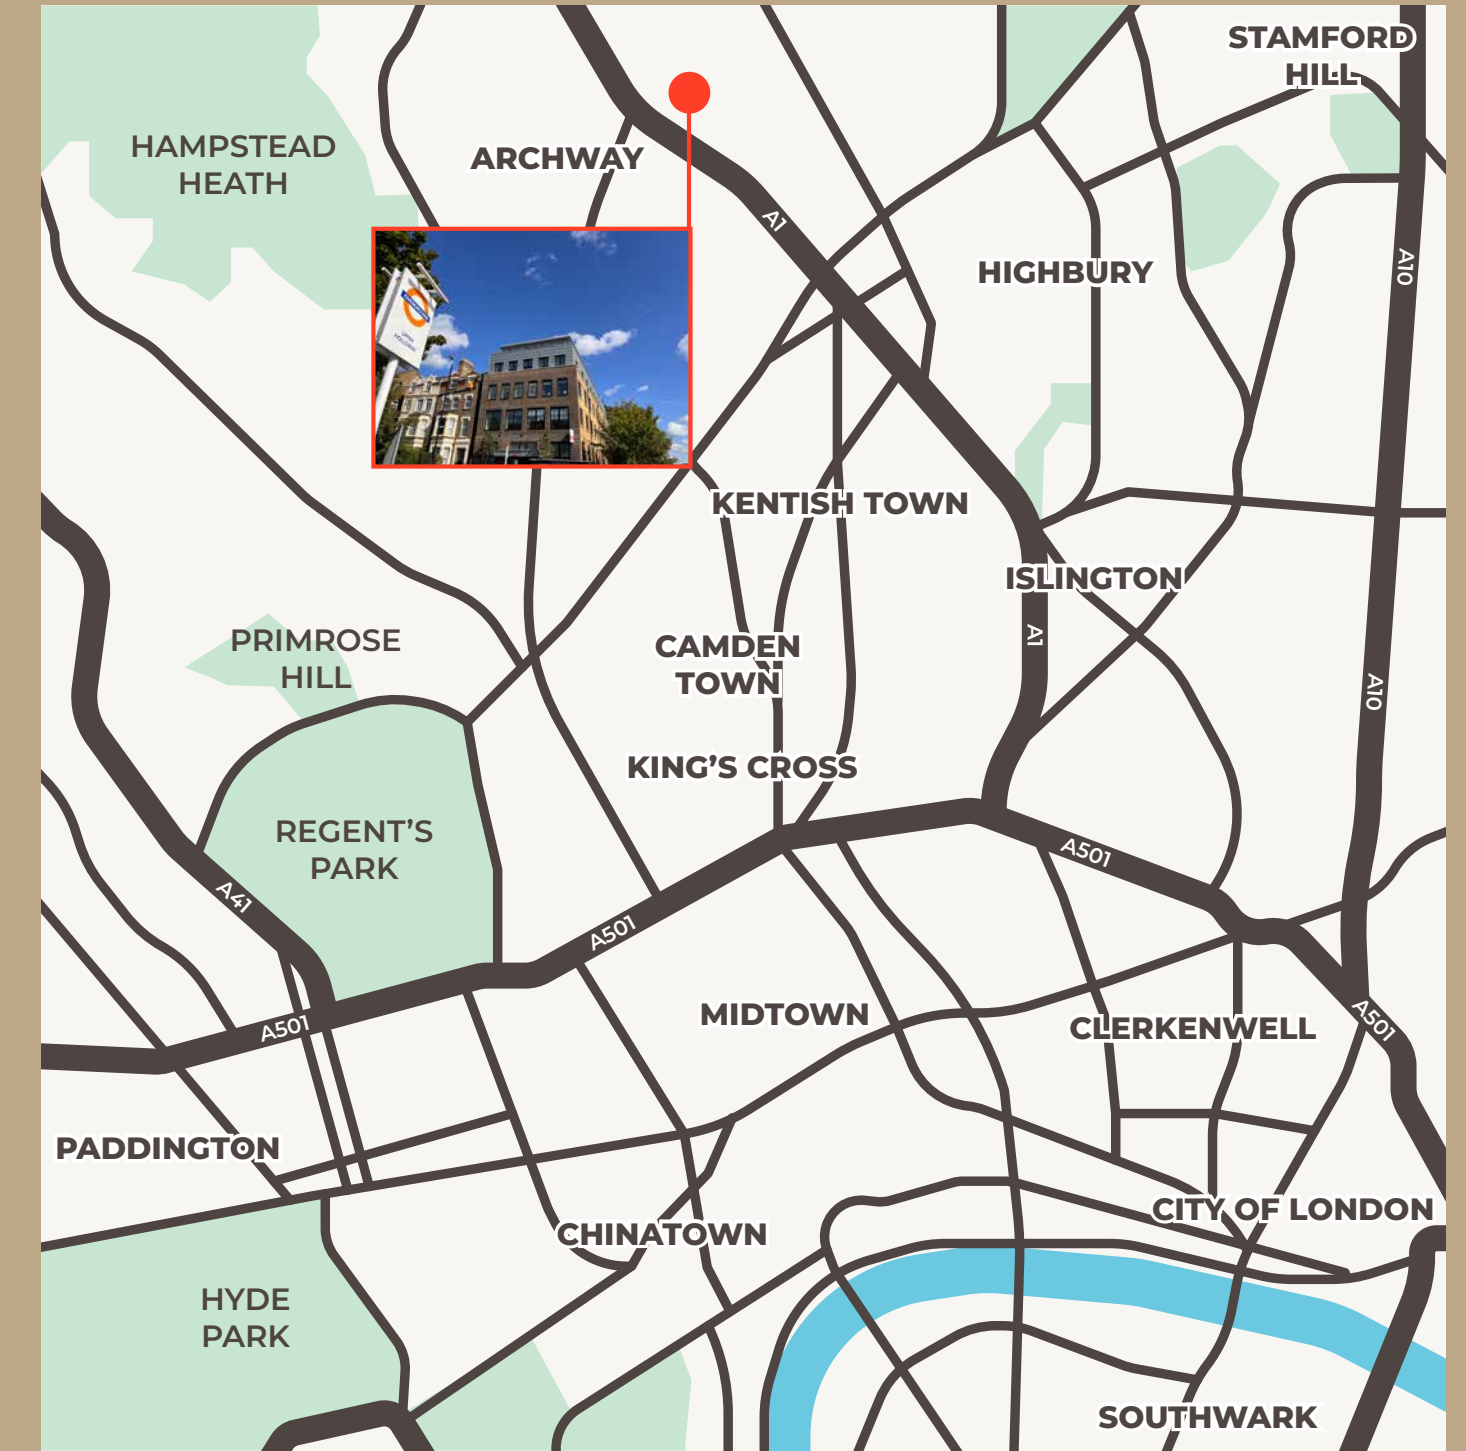 STAMFORD
HILL
HAMPSTEAD
HEATH
ARCHWAY
A1
HIGHBURY
A10
KENTISH TOWN
ISLINGTON
PRIMROSE
HILL
CAMDEN
TOWN
A1
A10
KING’S CROSS
REGENT’S
PARK
A501
A41
A501
A501
MIDTOWN
CLERKENWELL
A501
PADDINGTON
CITY OF LONDON
CHINATOWN
HYDE
PARK
SOUTHWARK